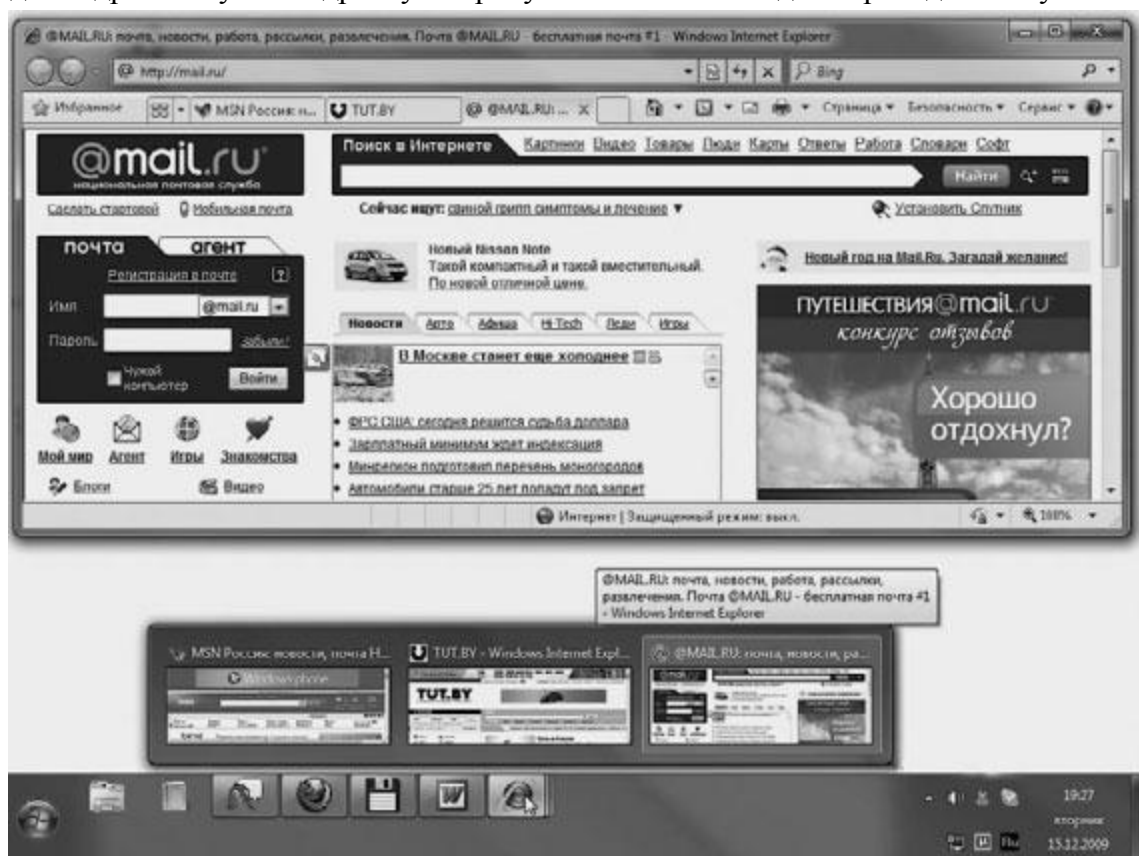 @MAIL.RU: почта, новости, работа, рассылки, развлечения. Почта @MAIL.RU - бесплатная почта #1 - Windows Internet Explorer
http://mail.ru/
Bing
Избранное
MSN Россия: н...
TUT.BY
@MAIL.RU: ...
Страница
Безопасность
Сервис
@mail.ru
национальная почтовая служба
Поиск в Интернете Картинки Видео Товары Люди Карты Ответы Работа Словари Софт
Найти
Сделать стартовой Мобильная почта
Сейчас ищут: свиной грипп симптомы и лечение ▼
Установить Спутник
почта агент
Регистрация в почте ?
Имя @mail.ru
Пароль забыли?
Чужой
компьютер
Войти
Новый Nissan Note
Такой компактный и такой вместительный.
По новой отличной цене.
Новый год на Mail.Ru. Загадай желание!
Новости Авто Афиша Hi-Tech Леди Игры
В Москве станет еще холоднее
ФРС США: сегодня решится судьба доллара
Зарплатный минимум ждет индексация
Минрегион подготовил перечень моногородов
Автомобили старше 25 лет попадут под запрет
ПУТЕШЕСТВИЯ@mail.ru
конкурс отзывов
Хорошо
отдохнул?
Мой мир Агент Игры Знакомства
Блоги Видео
Интернет | Защищенный режим: выкл.
100%
@MAIL.RU: почта, новости, работа, рассылки,
развлечения. Почта @MAIL.RU - бесплатная почта #1
- Windows Internet Explorer
MSN Россия: новости, почта H...
TUT.BY - Windows Internet Expl...
@MAIL.RU: почта, новости, ра...
Windows phone
TUT.BY
@mail.ru
19:27
вторник
15.12.2009